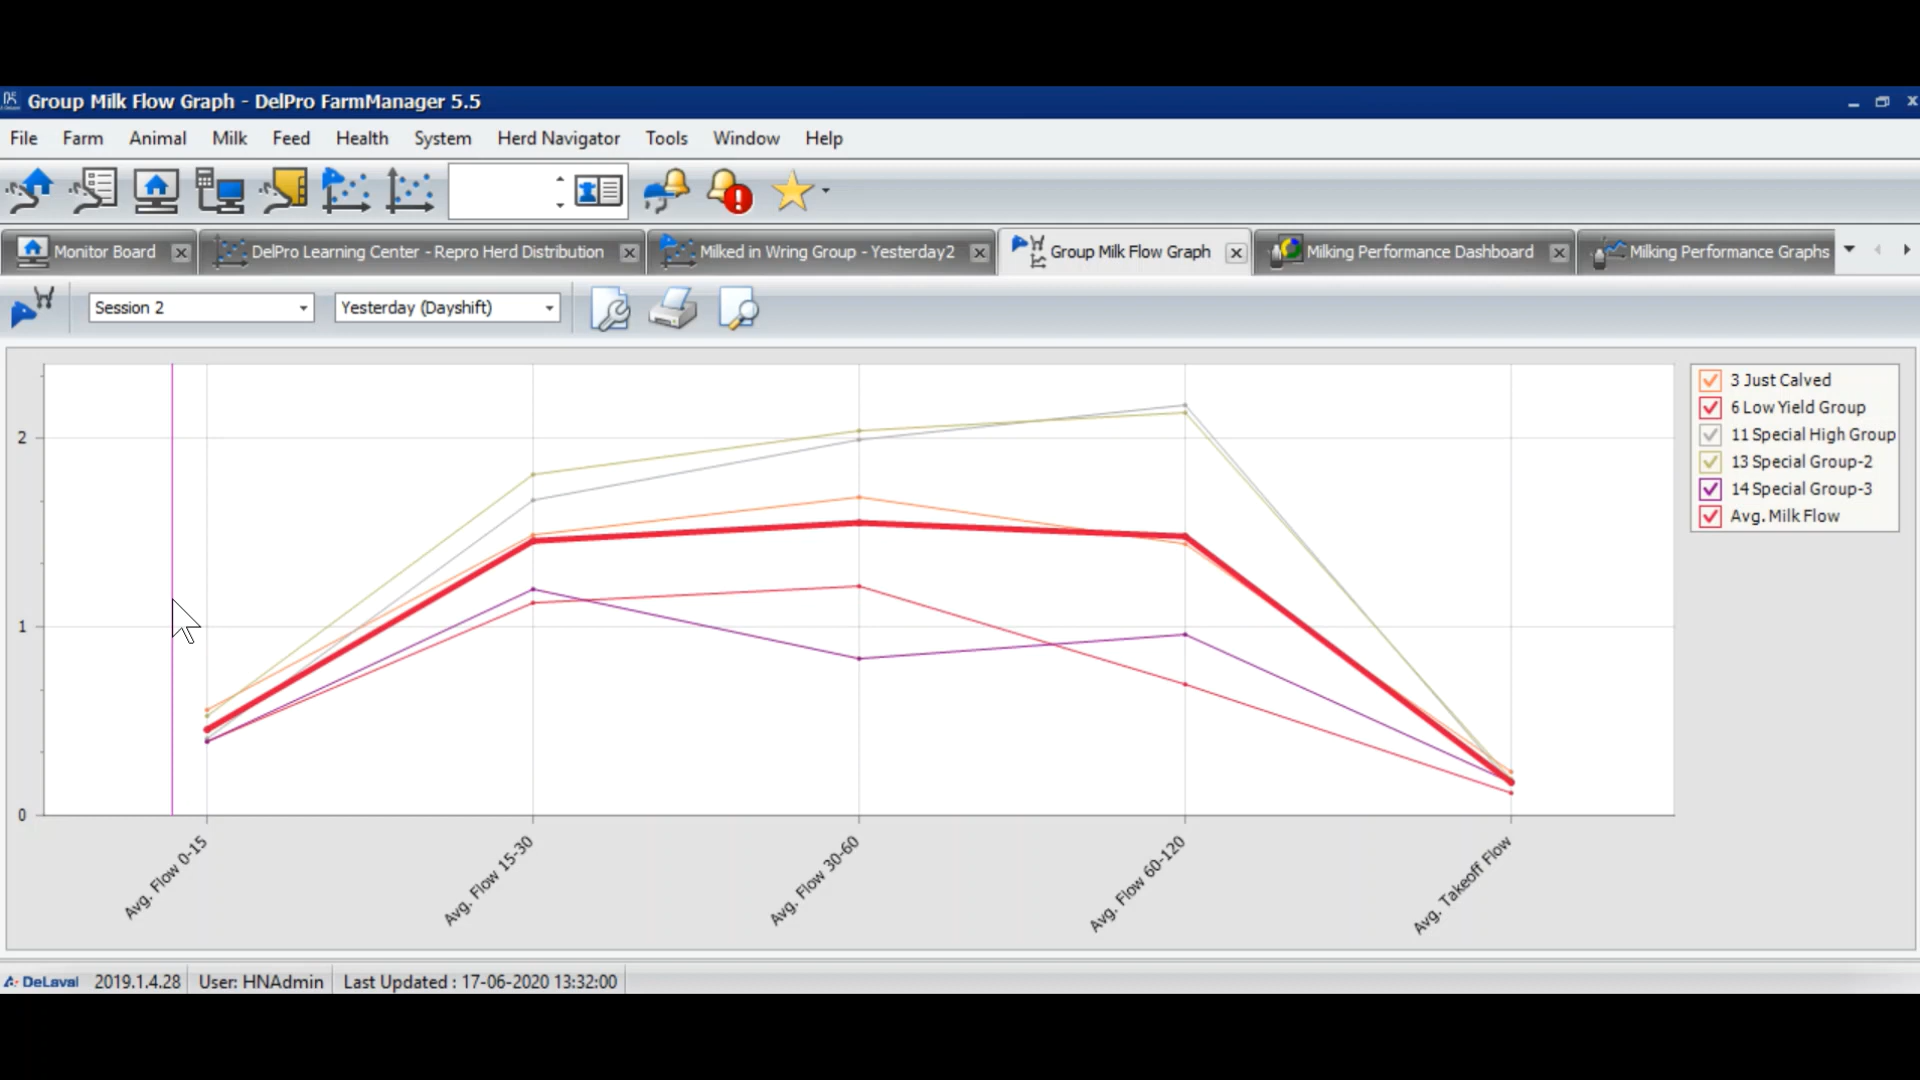 Group Milk Flow Graph - DelPro FarmManager 5.5
File Farm Animal Milk Feed Health System Herd Navigator Tools Window Help
Monitor Board DelPro Learning Center - Repro Herd Distribution Milked in Wring Group - Yesterday2 Group Milk Flow Graph Milking Performance Dashboard Milking Performance Graphs
Session 2 Yesterday (Dayshift)
3 Just Calved
6 Low Yield Group
11 Special High Group
13 Special Group-2
14 Special Group-3
Avg. Milk Flow
2
1
0
Avg. Flow 0-15
Avg. Flow 15-30
Avg. Flow 30-60
Avg. Flow 60-120
Avg. Takeoff Flow
DeLaval 2019.1.4.28 User: HNAdmin Last Updated : 17-06-2020 13:32:00